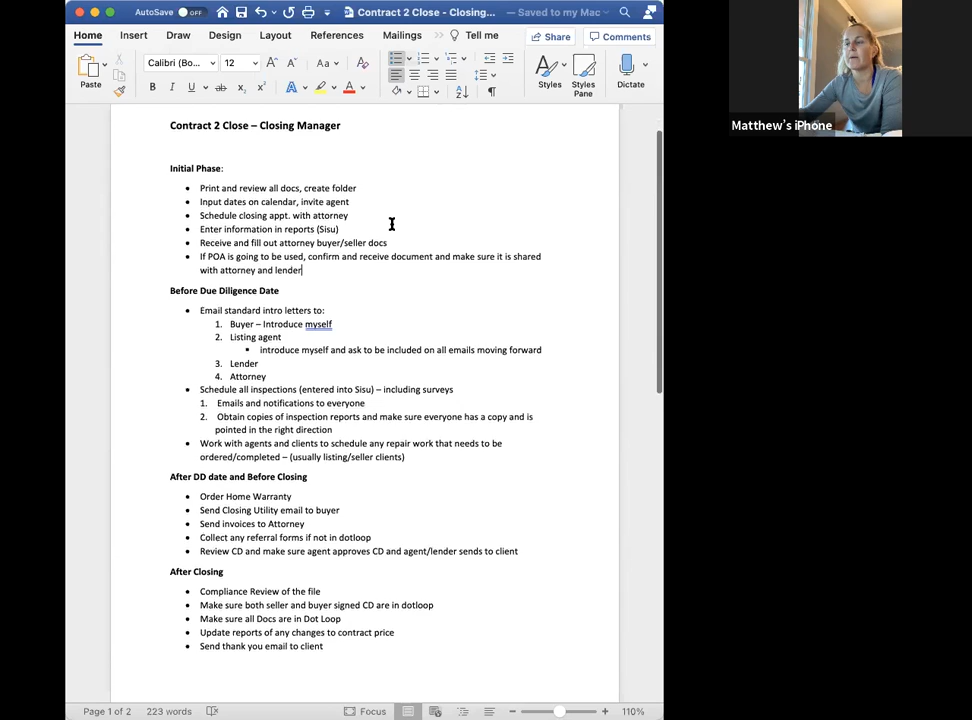 AutoSave OFF Contract 2 Close - Closing... — Saved to my Mac
Home Insert Draw Design Layout References Mailings >> Tell me Share Comments
Paste Calibri (Bo... 12 Aa Styles Styles Pane Dictate
Contract 2 Close – Closing Manager
Initial Phase:
• Print and review all docs, create folder
• Input dates on calendar, invite agent
• Schedule closing appt. with attorney
• Enter information in reports (Sisu)
• Receive and fill out attorney buyer/seller docs
• If POA is going to be used, confirm and receive document and make sure it is shared
with attorney and lender
Before Due Diligence Date
• Email standard intro letters to:
1. Buyer – Introduce myself
2. Listing agent
▪ introduce myself and ask to be included on all emails moving forward
3. Lender
4. Attorney
• Schedule all inspections (entered into Sisu) – including surveys
1. Emails and notifications to everyone
2. Obtain copies of inspection reports and make sure everyone has a copy and is
pointed in the right direction
• Work with agents and clients to schedule any repair work that needs to be
ordered/completed – (usually listing/seller clients)
After DD date and Before Closing
• Order Home Warranty
• Send Closing Utility email to buyer
• Send invoices to Attorney
• Collect any referral forms if not in dotloop
• Review CD and make sure agent approves CD and agent/lender sends to client
After Closing
• Compliance Review of the file
• Make sure both seller and buyer signed CD are in dotloop
• Make sure all Docs are in Dot Loop
• Update reports of any changes to contract price
• Send thank you email to client
Page 1 of 2 223 words Focus 110%
Matthew's iPhone